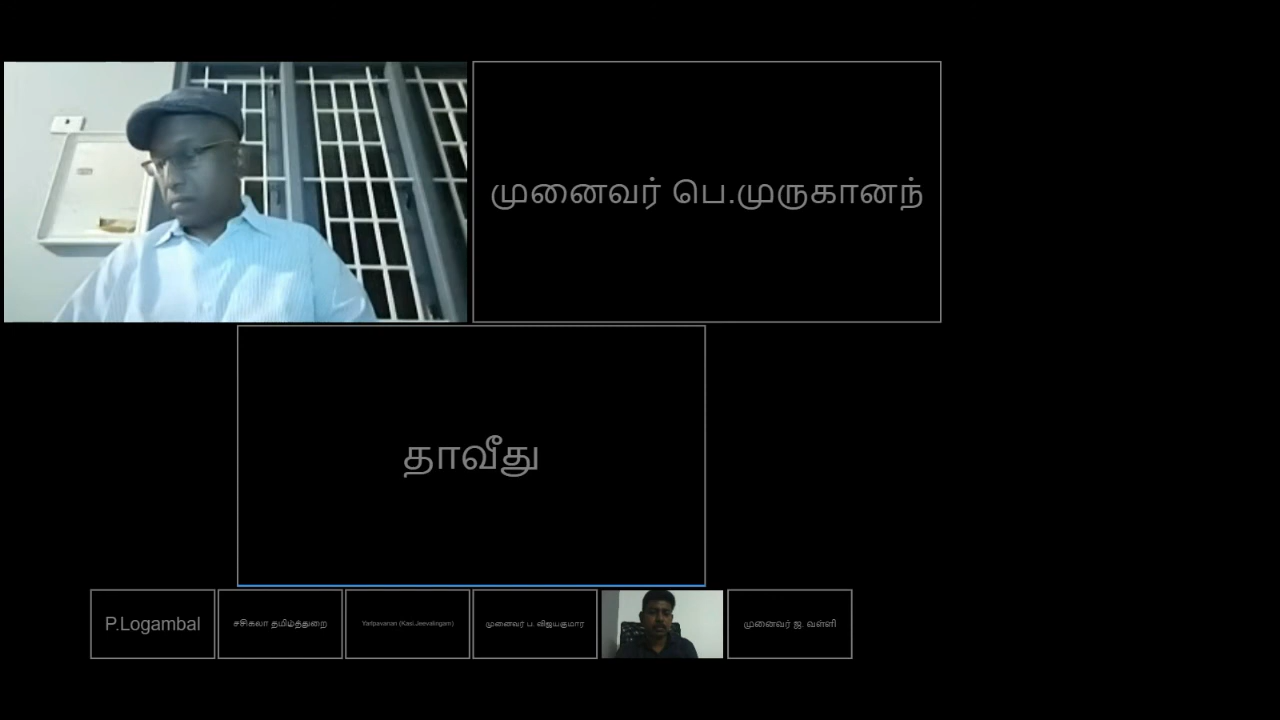 முனைவர் பெ.முருகானந்
தாவீது
P.Logambal
சசிகலா தமிழ்த்துறை
Yarlpavanan (Kasi.Jeevalingam)
முனைவர் ப. விஜயகுமார
முனைவர் ஜ. வள்ளி